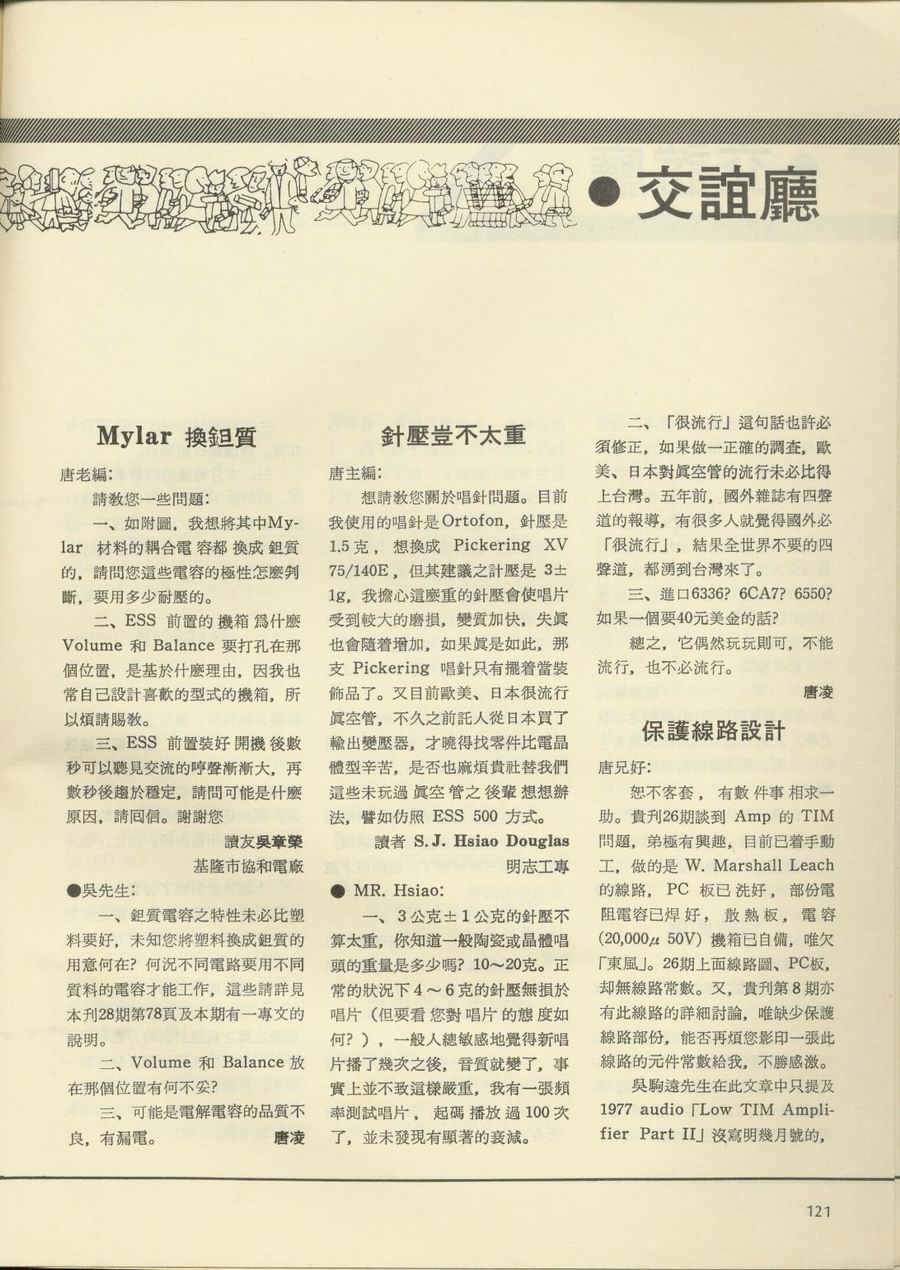 ●交誼廳
Mylar 換鉭質
唐老編：
請教您一些問題：
一、如附圖，我想將其中My-
lar 材料的耦合電容都換成鉭質
的，請問您這些電容的極性怎麼判
斷，要用多少耐壓的。
二、ESS 前置的機箱爲什麼
Volume 和 Balance 要打孔在那
個位置，是基於什麼理由，因我也
常自己設計喜歡的型式的機箱，所
以煩請賜教。
三、ESS 前置裝好開機後數
秒可以聽見交流的哼聲漸漸大，再
數秒後趨於穩定，請問可能是什麼
原因，請回信。謝謝您
讀友吳章榮
基隆市協和電廠
●吳先生：
一、鉭質電容之特性未必比塑
料要好，未知您將塑料換成鉭質的
用意何在？何況不同電路要用不同
質料的電容才能工作，這些請詳見
本刋28期第78頁及本期有一專文的
說明。
二、Volume 和 Balance 放
在那個位置有何不妥？
三、可能是電解電容的品質不
良，有漏電。 唐凌
針壓豈不太重
唐主編：
想請教您關於唱針問題。目前
我使用的唱針是Ortofon，針壓是
1.5克，想換成 Pickering XV
75/140E，但其建議之計壓是 3±
1g，我擔心這麼重的針壓會使唱片
受到較大的磨損，變質加快，失眞
也會隨着增加，如果眞是如此，那
支 Pickering 唱針只有擺着當裝
飾品了。又目前歐美、日本很流行
眞空管，不久之前託人從日本買了
輸出變壓器，才曉得找零件比電晶
體型辛苦，是否也麻煩貴社替我們
這些未玩過眞空管之後輩想想辦
法，譬如仿照 ESS 500 方式。
讀者 S.J. Hsiao Douglas
明志工專
● MR. Hsiao：
一、3公克±1公克的針壓不
算太重，你知道一般陶瓷或晶體唱
頭的重量是多少嗎？10～20克。正
常的狀況下4～6克的針壓無損於
唱片（但要看您對唱片的態度如
何？），一般人總敏感地覺得新唱
片播了幾次之後，音質就變了，事
實上並不致這樣嚴重，我有一張頻
率測試唱片，起碼播放過100次
了，並未發現有顯著的衰減。
二、「很流行」這句話也許必
須修正，如果做一正確的調查，歐
美、日本對眞空管的流行未必比得
上台灣。五年前，國外雜誌有四聲
道的報導，有很多人就覺得國外必
「很流行」，結果全世界不要的四
聲道，都湧到台灣來了。
三、進口6336？6CA7？6550？
如果一個要40元美金的話？
總之，它偶然玩玩則可，不能
流行，也不必流行。
唐凌
保護線路設計
唐兄好：
恕不客套，有數件事相求一
助。貴刋26期談到 Amp 的 TIM
問題，弟極有興趣，目前已着手動
工，做的是 W. Marshall Leach
的線路，PC 板已洗好，部份電
阻電容已焊好，散熱板，電容
(20,000μ 50V) 機箱已自備，唯欠
「東風」。26期上面線路圖、PC板，
却無線路常數。又，貴刋第8期亦
有此線路的詳細討論，唯缺少保護
線路部份，能否再煩您影印一張此
線路的元件常數給我，不勝感激。
吳駒遠先生在此文章中只提及
1977 audio「Low TIM Ampli-
fier Part II」沒寫明幾月號的，
121